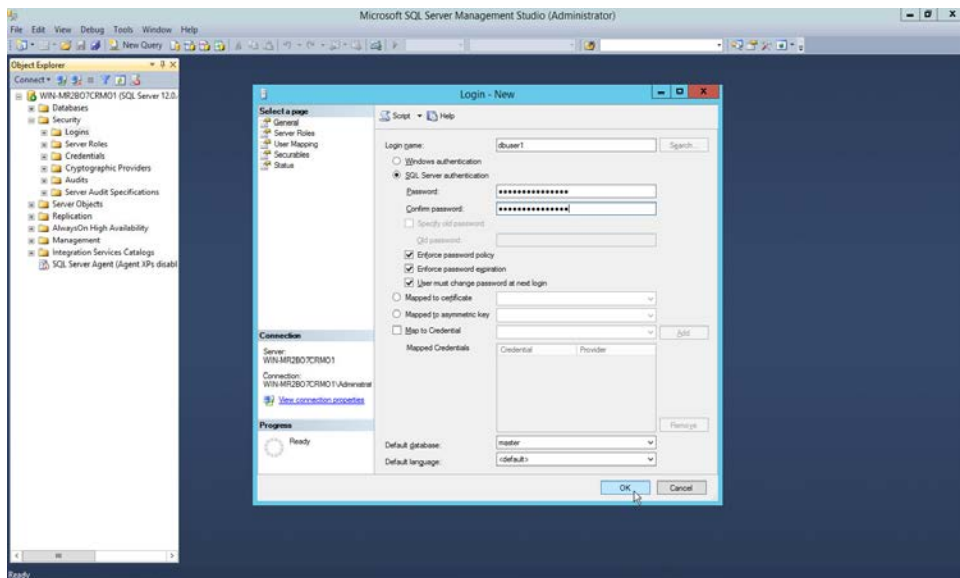 Microsoft SQL Server Management Studio (Administrator)
File Edit View Debug Tools Window Help
New Query
Object Explorer
Connect
WIN-MR2BO7CRMO1 (SQL Server 12.0.
Databases
Security
Logins
Server Roles
Credentials
Cryptographic Providers
Audits
Server Audit Specifications
Server Objects
Replication
AlwaysOn High Availability
Management
Integration Services Catalogs
SQL Server Agent (Agent XPs disabl
Login - New
Select a page
General
Server Roles
User Mapping
Securables
Status
Script Help
Login name: dbuser1 Search...
Windows authentication
SQL Server authentication
Password: •••••••••••••••
Confirm password: •••••••••••••••
Specify old password
Old password:
Enforce password policy
Enforce password expiration
User must change password at next login
Mapped to certificate
Mapped to asymmetric key
Map to Credential Add
Mapped Credentials Credential Provider
Remove
Default database: master
Default language: <default>
Connection
Server:
WIN-MR2BO7CRMO1
Connection:
WIN-MR2BO7CRMO1\Administrat
View connection properties
Progress
Ready
OK Cancel
Ready